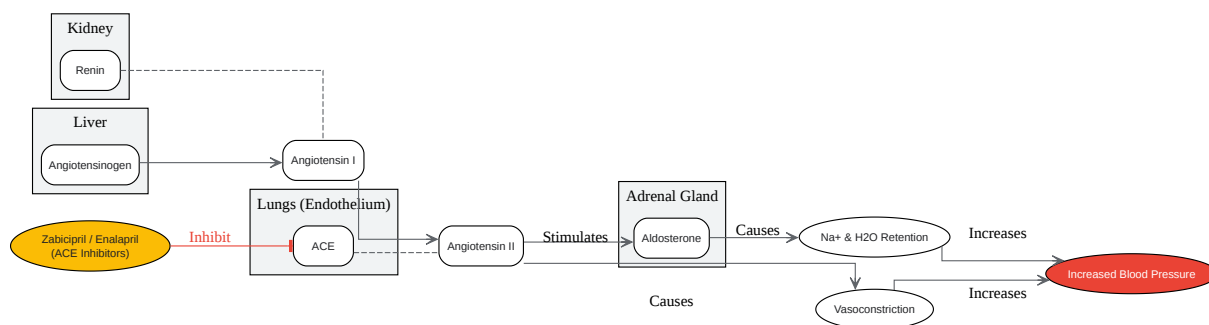 Kidney
Renin
Liver
Angiotensinogen
Angiotensin I
Lungs (Endothelium)
Zabicipril / Enalapril
(ACE Inhibitors)
Inhibit
ACE
Angiotensin II
Stimulates
Adrenal Gland
Aldosterone
Causes
Na+ & H2O Retention
Increases
Increased Blood Pressure
Causes
Vasoconstriction
Increases